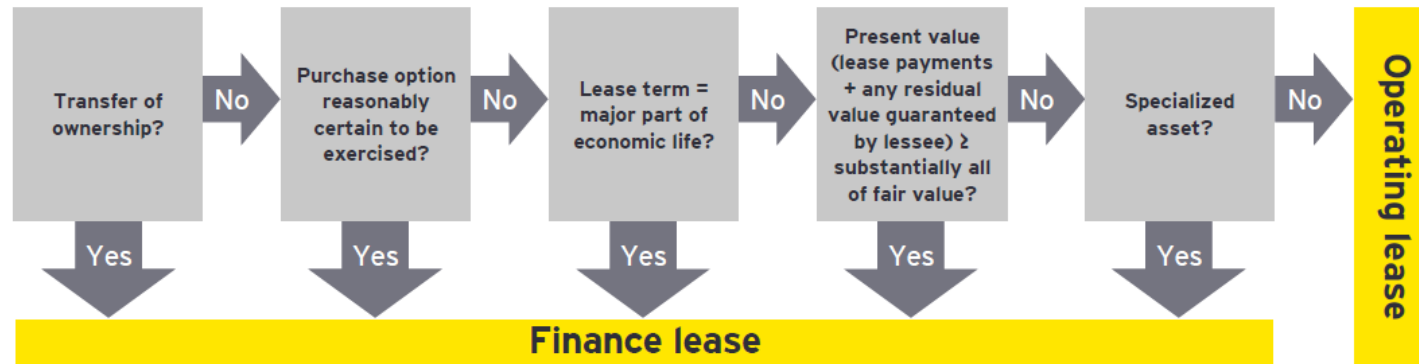 Transfer of
ownership?
No
Purchase option
reasonably
certain to be
exercised?
No
Lease term =
major part of
economic life?
No
Present value
(lease payments
+ any residual
value guaranteed
by lessee) ≥
substantially all
of fair value?
No
Specialized
asset?
No
Operating lease
Yes
Yes
Yes
Yes
Yes
Finance lease